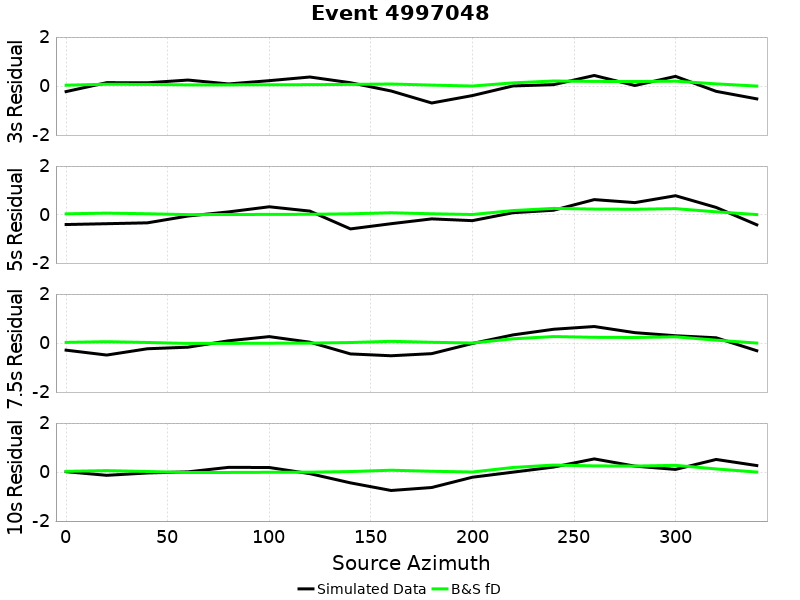 Event 4997048
3s Residual
2
0
-2
5s Residual
2
0
-2
7.5s Residual
2
0
-2
10s Residual
2
0
-2
0 50 100 150 200 250 300
Source Azimuth
Simulated Data B&S fD